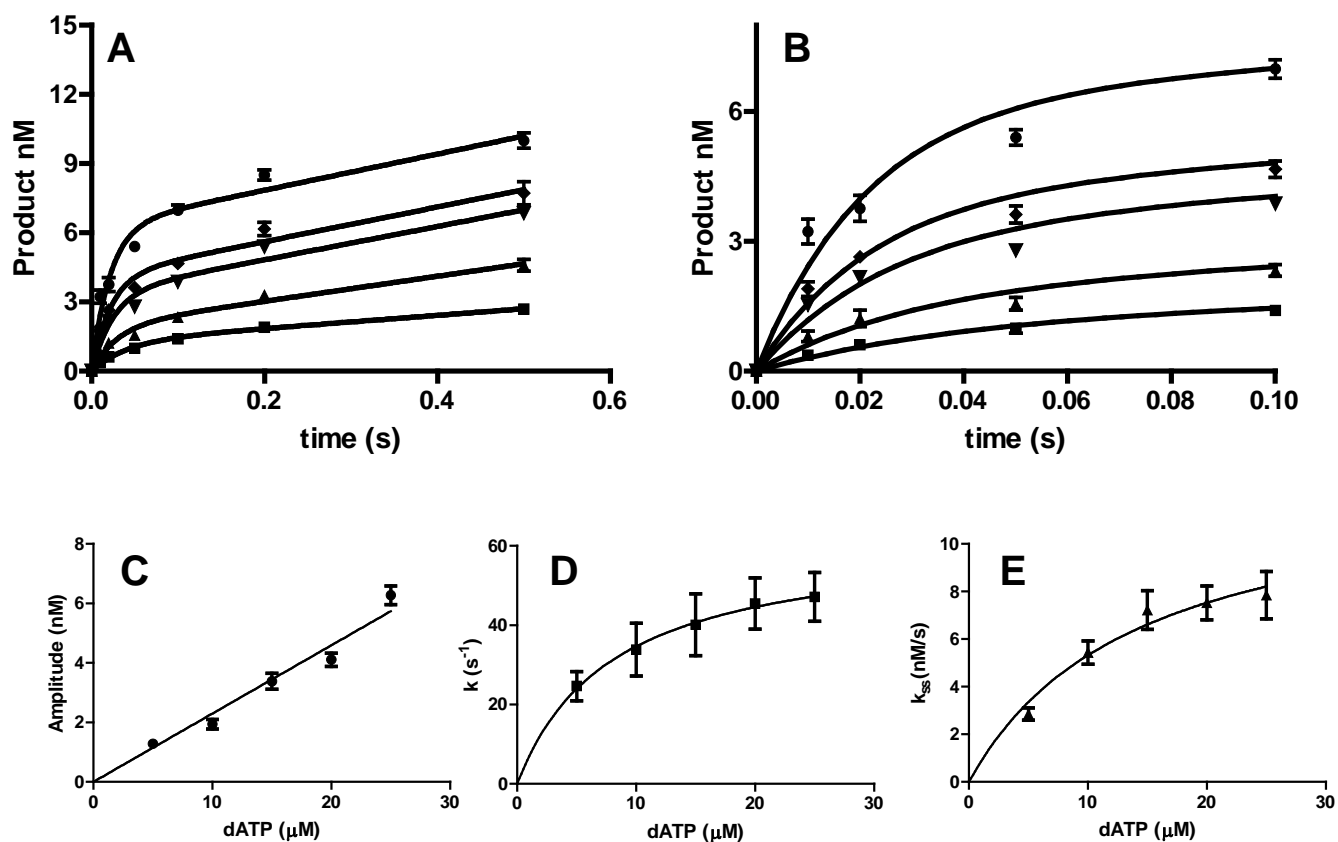 A
Product nM
15
12
9
6
3
0
0.0 0.2 0.4 0.6
time (s)
B
Product nM
6
3
0
0.00 0.02 0.04 0.06 0.08 0.10
time (s)
C
Amplitude (nM)
8
6
4
2
0
0 10 20 30
dATP (μM)
D
k (s⁻¹)
60
40
20
0
0 10 20 30
dATP (μM)
E
kss(nM/s)
10
8
6
4
2
0
0 10 20 30
dATP (μM)